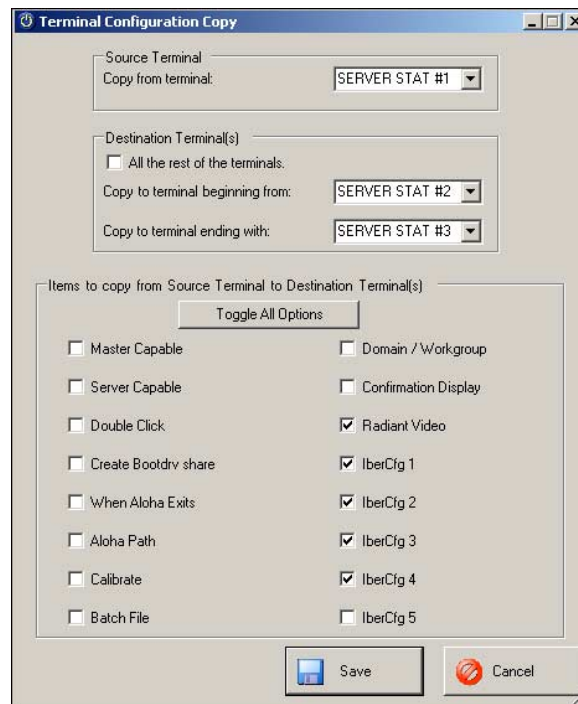 Terminal Configuration Copy
Source Terminal
Copy from terminal: SERVER STAT #1
Destination Terminal(s)
All the rest of the terminals.
Copy to terminal beginning from: SERVER STAT #2
Copy to terminal ending with: SERVER STAT #3
Items to copy from Source Terminal to Destination Terminal(s)
Toggle All Options
Master Capable
Server Capable
Double Click
Create Bootdrv share
When Aloha Exits
Aloha Path
Calibrate
Batch File
Domain / Workgroup
Confirmation Display
Radiant Video
IberCfg 1
IberCfg 2
IberCfg 3
IberCfg 4
IberCfg 5
Save
Cancel